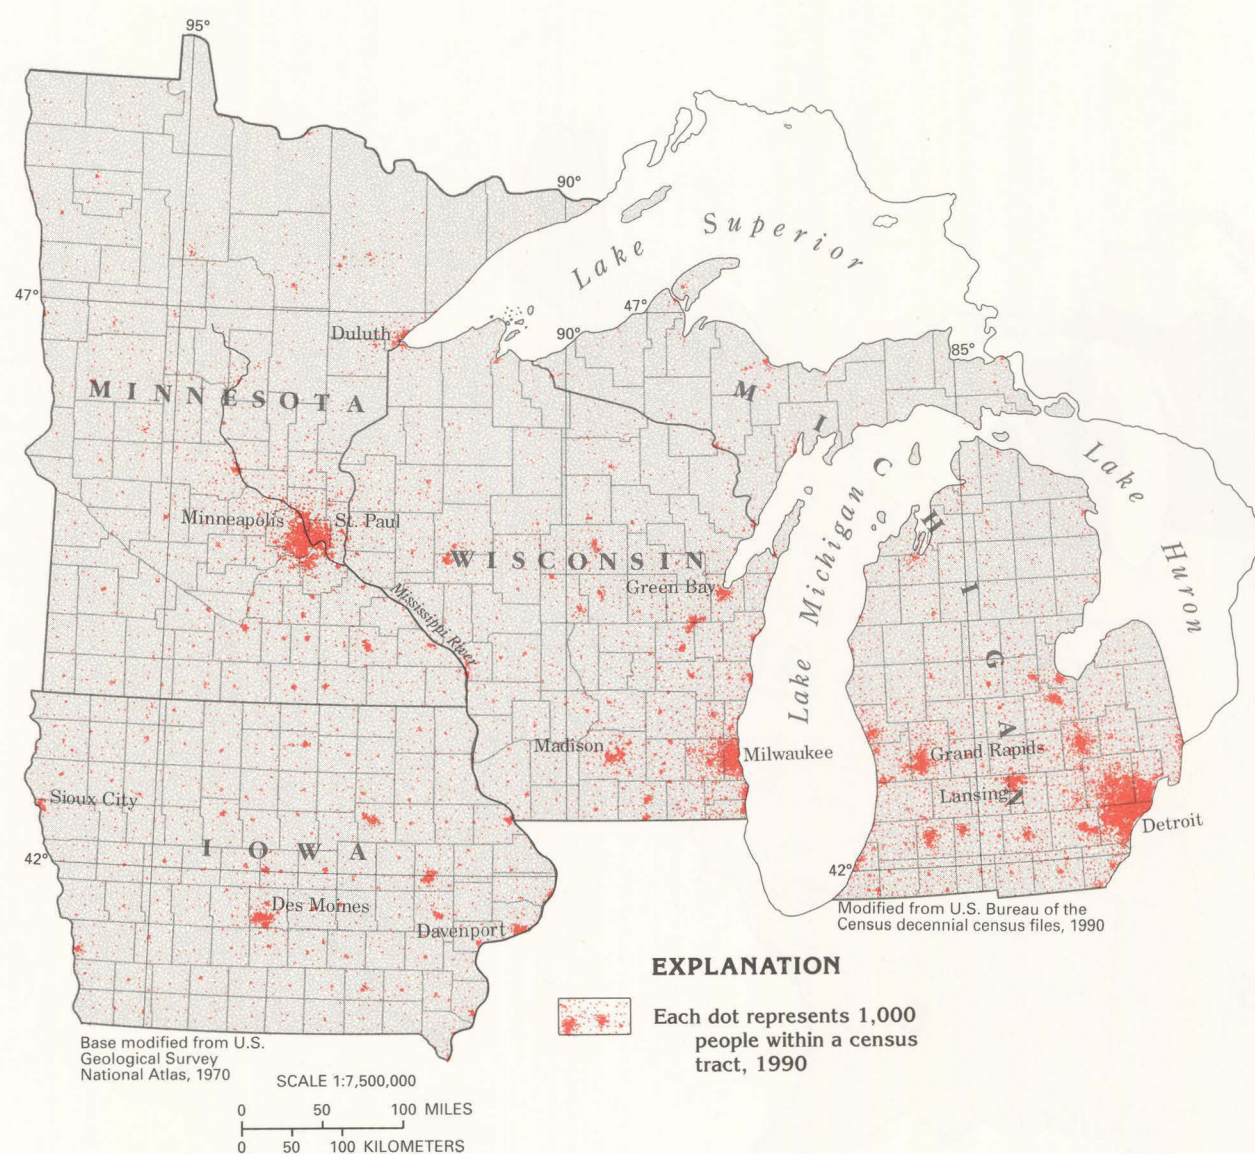 95°
90°
Lake Superior
47°
47°
Duluth
90°
85°
MINNESOTA
MICHIGAN
Lake Huron
Lake Michigan
Minneapolis
St. Paul
WISCONSIN
Green Bay
Mississippi River
Madison
Milwaukee
Grand Rapids
Sioux City
Lansing
Detroit
IOWA
42°
42°
Des Moines
Davenport
Modified from U.S. Bureau of the
Census decennial census files, 1990
EXPLANATION
Each dot represents 1,000
people within a census
tract, 1990
Base modified from U.S.
Geological Survey
National Atlas, 1970
SCALE 1:7,500,000
0 50 100 MILES
0 50 100 KILOMETERS